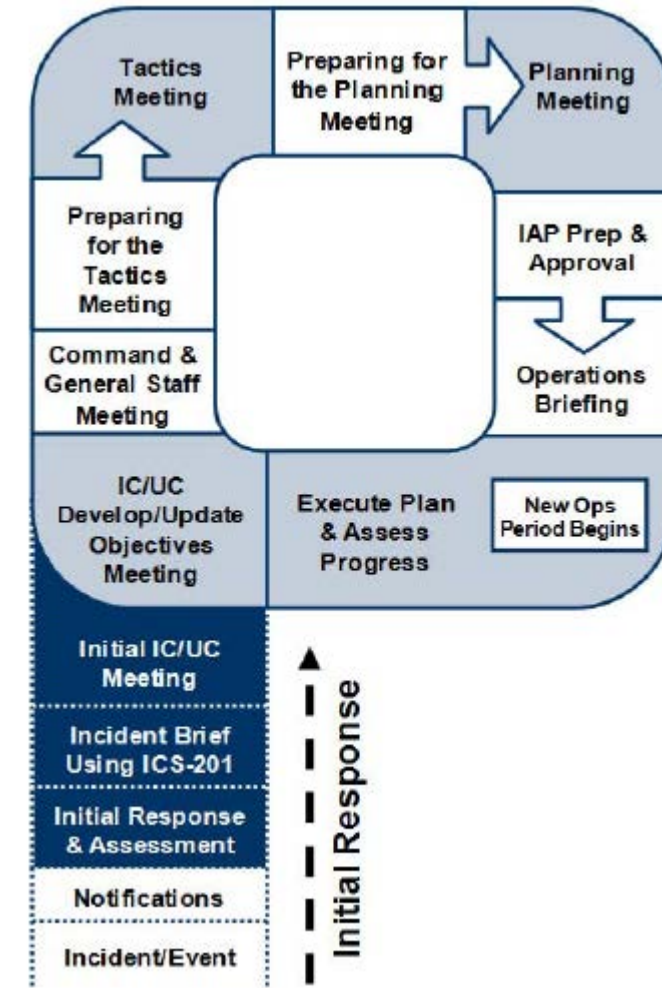 Tactics
Meeting
Preparing for
the Planning
Meeting
Planning
Meeting
Preparing
for the
Tactics
Meeting
IAP Prep &
Approval
Command &
General Staff
Meeting
Operations
Briefing
IC/UC
Develop/Update
Objectives
Meeting
Execute Plan
& Assess
Progress
New Ops
Period Begins
Initial IC/UC
Meeting
Incident Brief
Using ICS-201
Initial Response
& Assessment
Notifications
Incident/Event
Initial Response